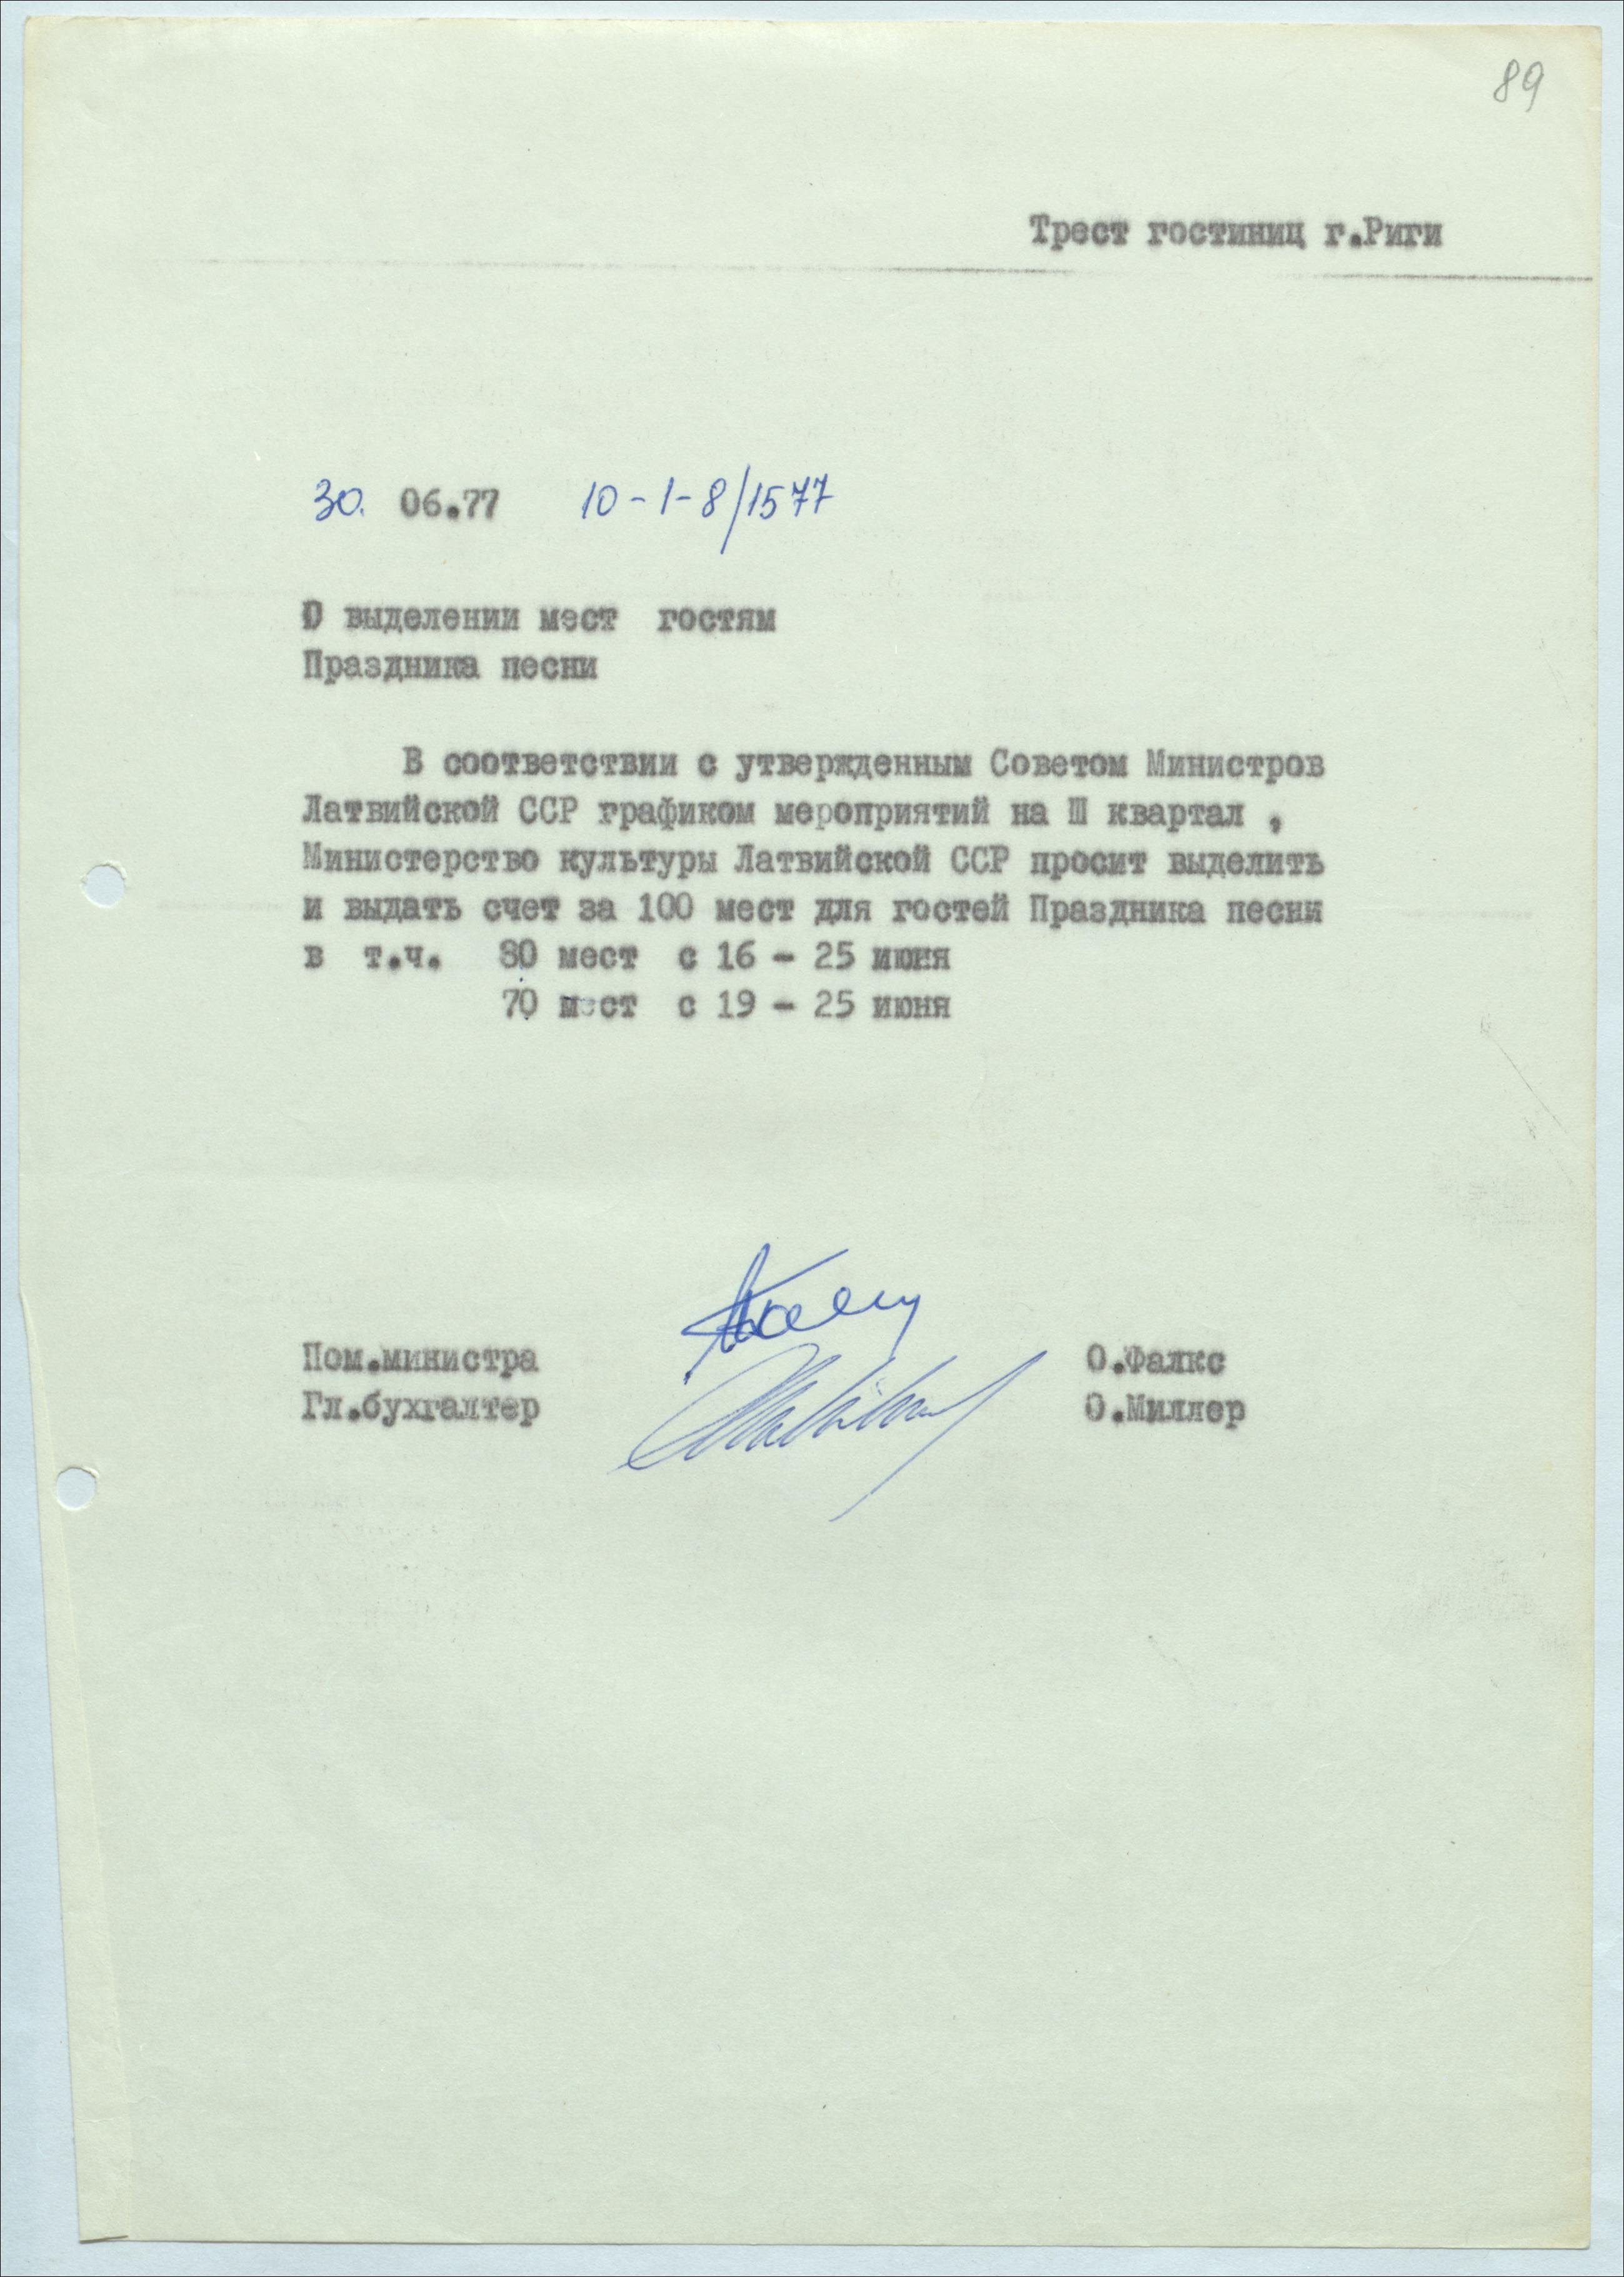 89
Трест гостиниц г.Риги
30. 06.77 10-1-8/1577
О выделении мест гостям
Праздника песни
В соответствии с утвержденным Советом Министров
Латвийской ССР графиком мероприятий на Ш квартал ,
Министерство культуры Латвийской ССР просит выделить
и выдать счет за 100 мест для гостей Праздника песни
в т.ч. 30 мест с 16 - 25 июня
70 мест с 19 - 25 июня
Пом.министра О.Фалкс
Гл.бухгалтер О.Миллер